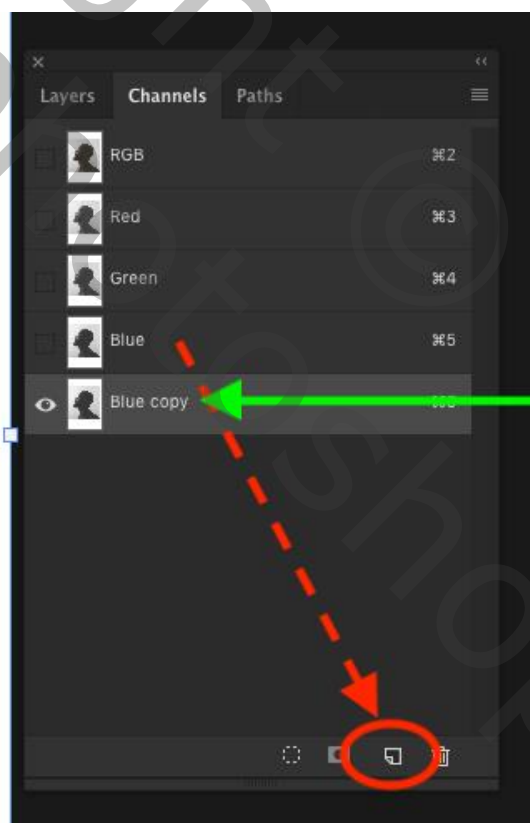 Layers Channels Paths
RGB ⌘2
Red ⌘3
Green ⌘4
Blue ⌘5
Blue copy